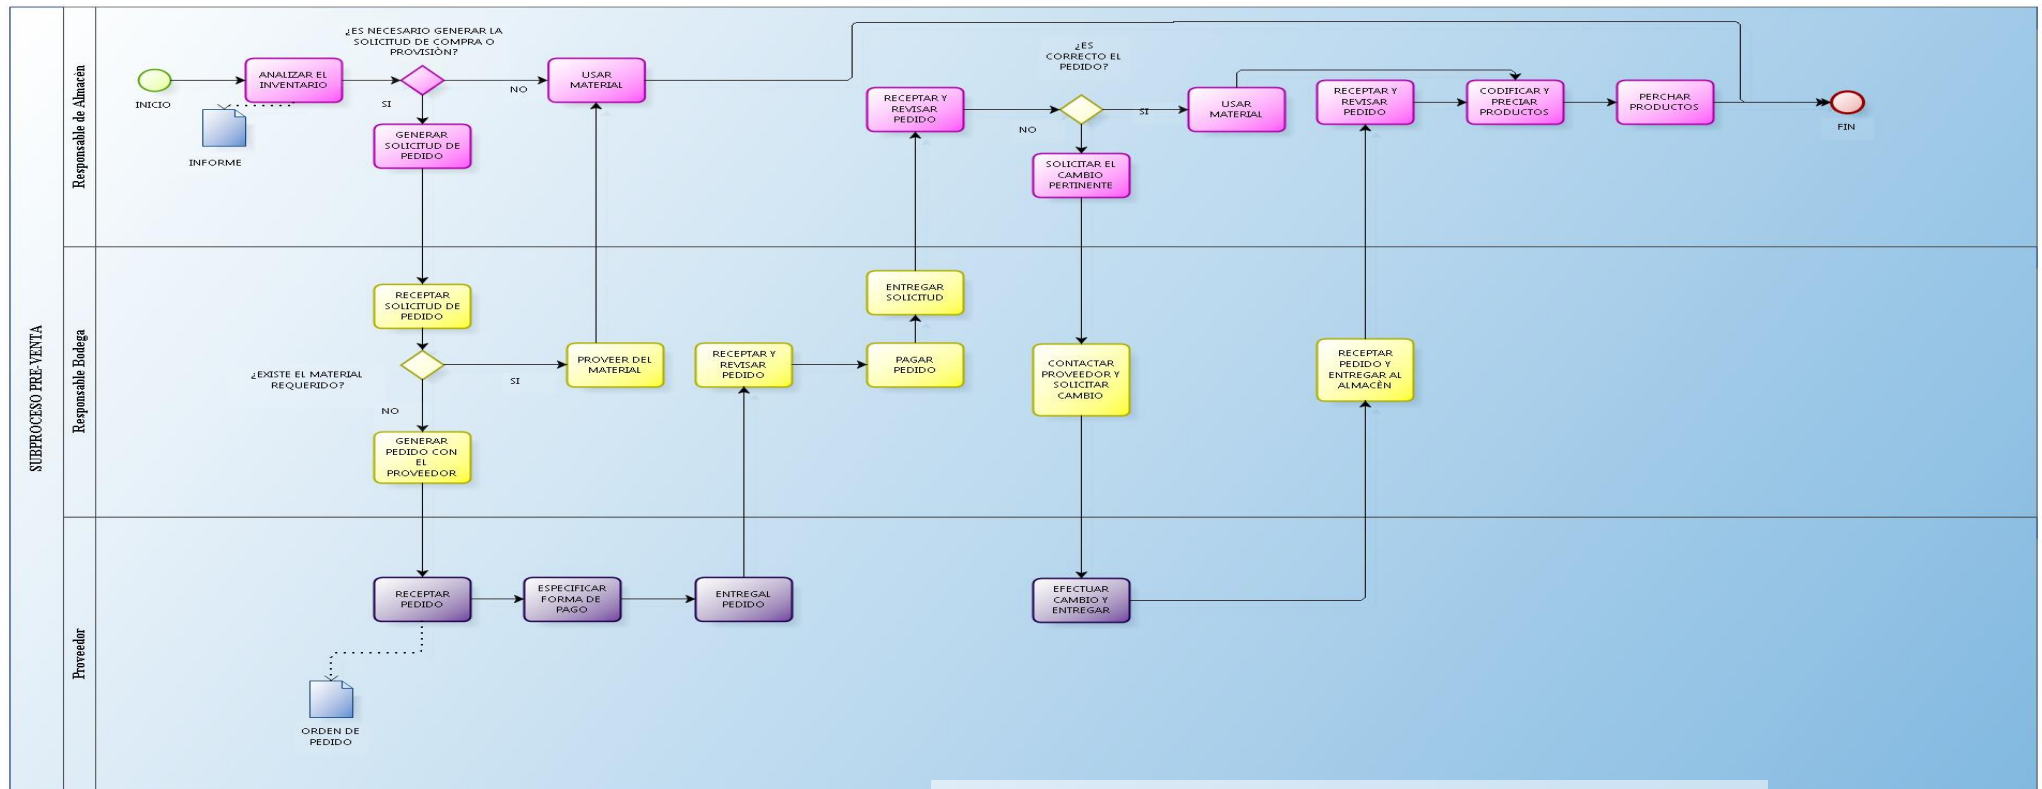 SUBPROCESO PRE-VENTA
Responsable de Almacèn
INICIO
ANALIZAR EL
INVENTARIO
INFORME
¿ES NECESARIO GENERAR LA
SOLICITUD DE COMPRA O
PROVISIÒN?
SI
NO
GENERAR
SOLICITUD DE
PEDIDO
USAR
MATERIAL
RECEPTAR Y
REVISAR
PEDIDO
¿ES
CORRECTO EL
PEDIDO?
NO
SI
SOLICITAR EL
CAMBIO
PERTINENTE
USAR
MATERIAL
RECEPTAR Y
REVISAR
PEDIDO
CODIFICAR Y
PRECIAR
PRODUCTOS
PERCHAR
PRODUCTOS
FIN
Responsable Bodega
RECEPTAR
SOLICITUD DE
PEDIDO
¿EXISTE EL MATERIAL
REQUERIDO?
SI
NO
GENERAR
PEDIDO CON
EL
PROVEEDOR
PROVEER DEL
MATERIAL
RECEPTAR Y
REVISAR
PEDIDO
PAGAR
PEDIDO
ENTREGAR
SOLICITUD
CONTACTAR
PROVEEDOR Y
SOLICITAR
CAMBIO
RECEPTAR
PEDIDO Y
ENTREGAR AL
ALMACÈN
Proveedor
RECEPTAR
PEDIDO
ESPECIFICAR
FORMA DE
PAGO
ENTREGAL
PEDIDO
EFECTUAR
CAMBIO Y
ENTREGAR
ORDEN DE
PEDIDO